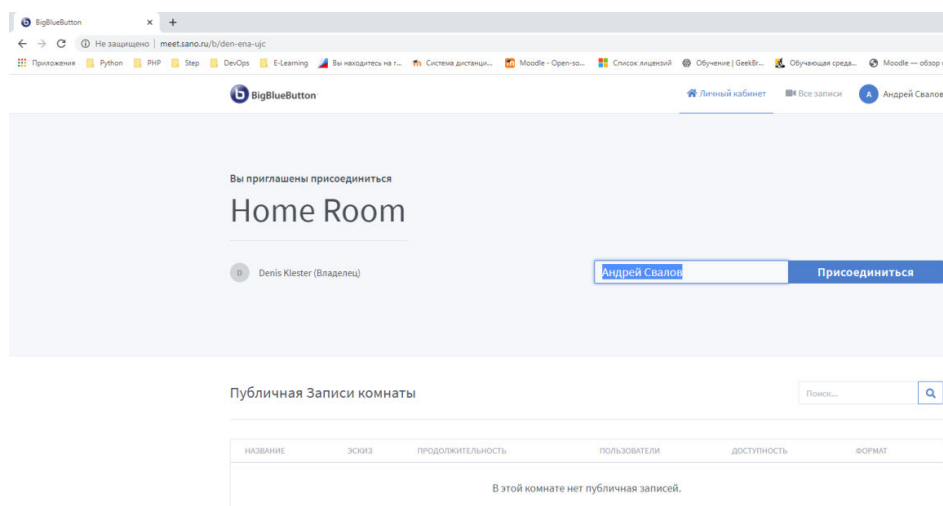 BigBlueButton
Не защищено | meet.sano.ru/b/den-ena-ujc
Приложения Python PHP Step DevOps E-Learning Вы находитесь на т... Система дистанци... Moodle - Open-so... Список лицензий Обучение | GeekBr... Обучающая среда... Moodle — обзор
b BigBlueButton Личный кабинет Все записи А Андрей Свалов
Вы приглашены присоединиться
Home Room
D Denis Klester (Владелец) Андрей Свалов Присоединиться
Публичная Записи комнаты Поиск...
НАЗВАНИЕ ЭСКИЗ ПРОДОЛЖИТЕЛЬНОСТЬ ПОЛЬЗОВАТЕЛИ ДОСТУПНОСТЬ ФОРМАТ
В этой комнате нет публичная записей.